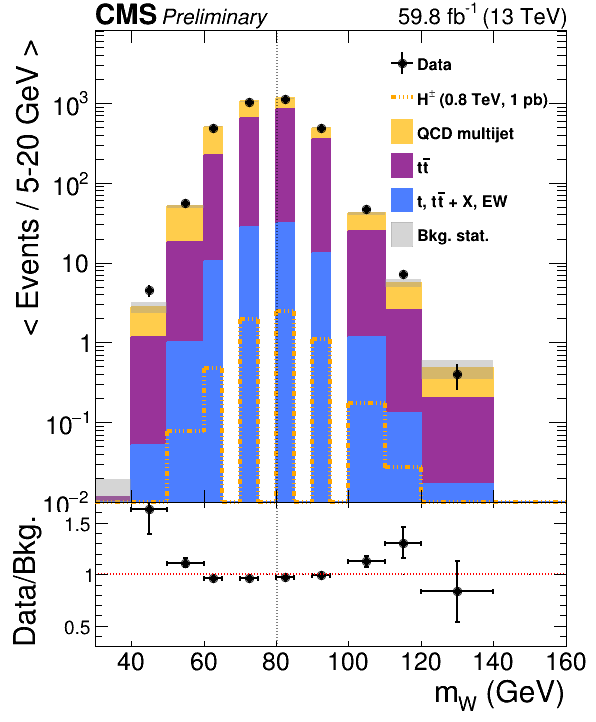 CMS Preliminary 59.8 fb⁻¹ (13 TeV)
< Events / 5-20 GeV >
10³
10²
10
1
10⁻¹
10⁻²
Data
H± (0.8 TeV, 1 pb)
QCD multijet
tt̅
t, tt̅ + X, EW
Bkg. stat.
Data/Bkg.
1.5
1
0.5
40 60 80 100 120 140 160
m_W (GeV)